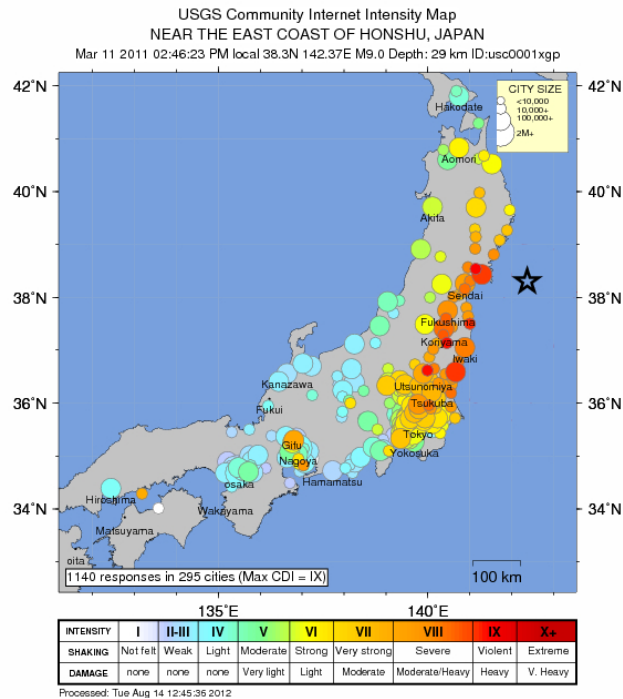 USGS Community Internet Intensity Map
NEAR THE EAST COAST OF HONSHU, JAPAN
Mar 11 2011 02:46:23 PM local 38.3N 142.37E M9.0 Depth: 29 km ID:usc0001xgp
42°N
CITY SIZE
<10,000
10,000+
100,000+
2M+
Hakodate
Aomori
40°N
Akita
38°N
Sendai
Fukushima
Koriyama
Iwaki
Kanazawa
Utsunomiya
36°N
Fukui
Tsukuba
Gifu
Tokyo
Nagoya
Yokosuka
osaka
Hamamatsu
Hiroshima
34°N
Wakayama
34°N
Matsuyama
oita
1140 responses in 295 cities (Max CDI = IX)
100 km
135°E
140°E
INTENSITY I II-III IV V VI VII VIII IX X+
SHAKING Not felt Weak Light Moderate Strong Very strong Severe Violent Extreme
DAMAGE none none none Very light Light Moderate Moderate/Heavy Heavy V. Heavy
Processed: Tue Aug 14 12:45:36 2012
42°N
40°N
38°N
36°N